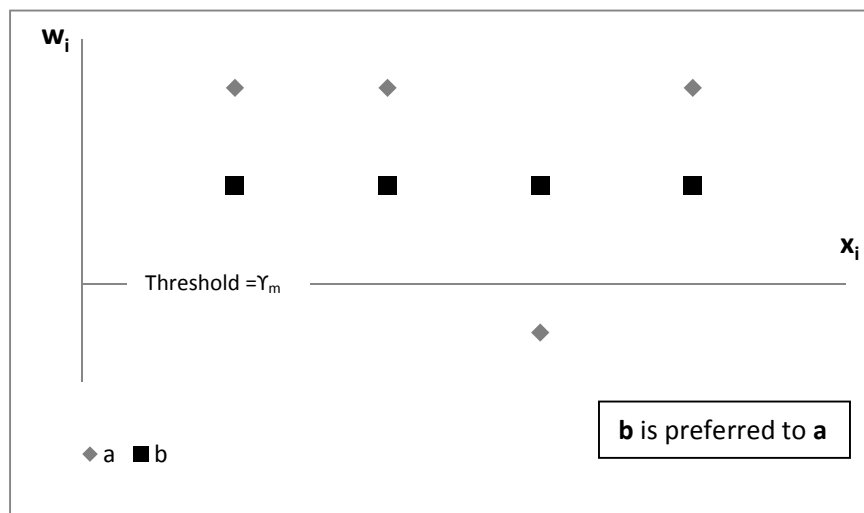 wᵢ
xᵢ
Threshold =ϒₘ
b is preferred to a
a b